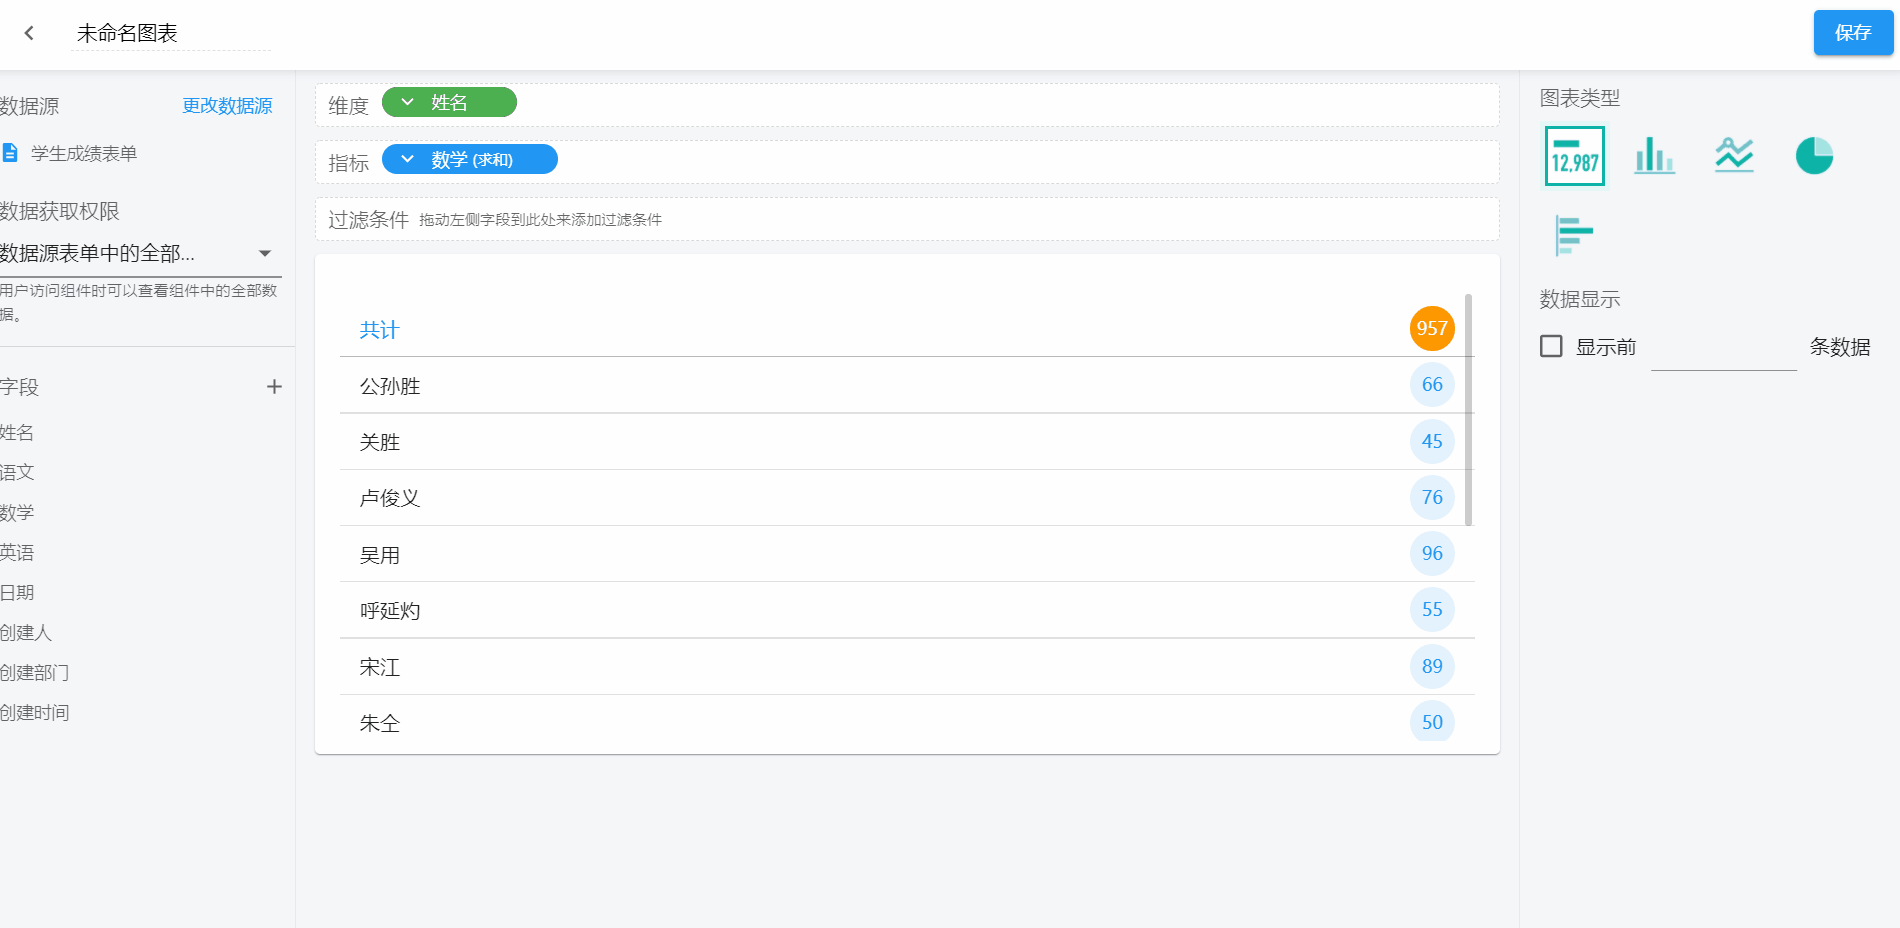 未命名图表
保存
数据源
更改数据源
学生成绩表单
数据获取权限
数据源表单中的全部...
用户访问组件时可以查看组件中的全部数
据。
字段
姓名
语文
数学
英语
日期
创建人
创建部门
创建时间
维度
姓名
指标
数学 (求和)
过滤条件 拖动左侧字段到此处来添加过滤条件
共计 957
公孙胜 66
关胜 45
卢俊义 76
吴用 96
呼延灼 55
宋江 89
朱仝 50
图表类型
12,987
数据显示
显示前 条数据